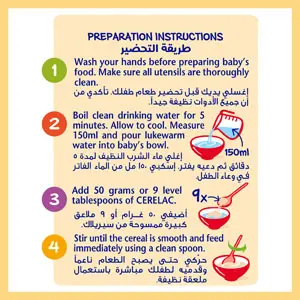 PREPARATION INSTRUCTIONS
طريقة التحضير
1
Wash your hands before preparing baby's
food. Make sure all utensils are thoroughly
clean.
إغسلي يديك قبل تحضير طعام طفلك. تأكدي من
إن جميع الأدوات نظيفة جيداً.
2
Boil clean drinking water for 5
minutes. Allow to cool. Measure
150ml and pour lukewarm
water into baby's bowl.
150ml
إغلي ماء الشرب النظيف لمدة ٥
دقائق ثم دعيه يفتر. إسكبي ١٥٠ مل من الماء الفاتر
في وعاء الطفل.
3
Add 50 grams or 9 level
tablespoons of CERELAC.
9x
أضيفي ٥٠ غرام أو ٩ ملاعق
كبيرة ممسوحة من سيريلاك.
4
Stir until the cereal is smooth and feed
immediately using a clean spoon.
حرّكي حتى يصبح الطعام ناعماً
وقدميه لطفلك مباشرة باستعمال
ملعقة نظيفة.